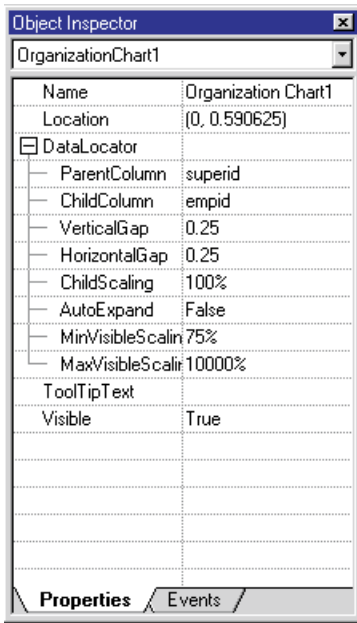 Object Inspector
OrganizationChart1
Name Organization Chart1
Location (0, 0.590625)
DataLocator
ParentColumn superid
ChildColumn empid
VerticalGap 0.25
HorizontalGap 0.25
ChildScaling 100%
AutoExpand False
MinVisibleScalin 75%
MaxVisibleScalin 10000%
ToolTipText
Visible True
Properties Events